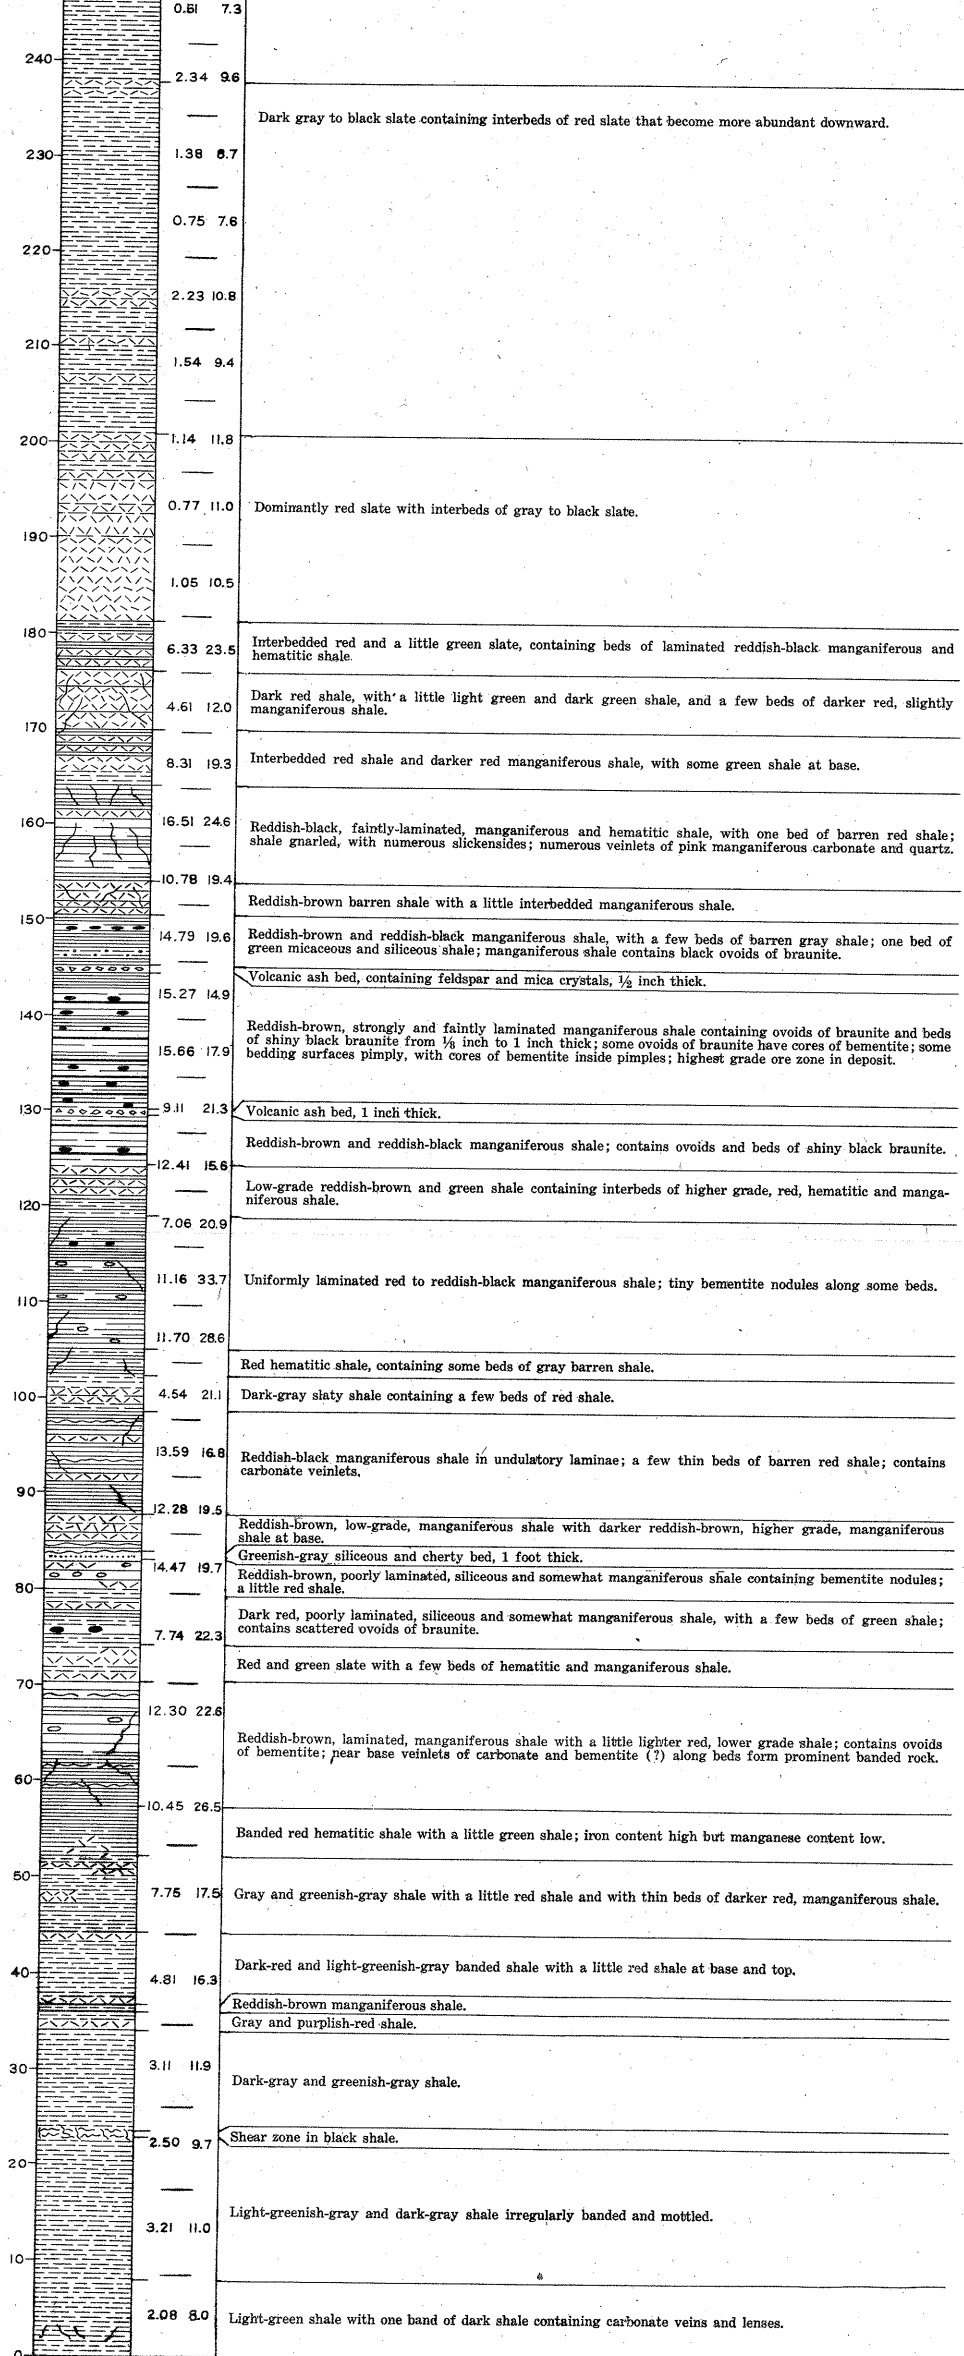 0.61 7.3
240
2.34 9.6
Dark gray to black slate containing interbeds of red slate that become more abundant downward.
230
1.38 8.7
0.75 7.6
220
2.23 10.8
210
1.54 9.4
200
1.14 11.8
0.77 11.0
Dominantly red slate with interbeds of gray to black slate.
190
1.05 10.5
180
6.33 23.5
Interbedded red and a little green slate, containing beds of laminated reddish-black manganiferous and
hematitic shale.
4.61 12.0
Dark red shale, with a little light green and dark green shale, and a few beds of darker red, slightly
manganiferous shale.
170
8.31 19.3
Interbedded red shale and darker red manganiferous shale, with some green shale at base.
160
16.51 24.6
Reddish-black, faintly-laminated, manganiferous and hematitic shale, with one bed of barren red shale;
shale gnarled, with numerous slickensides; numerous veinlets of pink manganiferous carbonate and quartz.
10.78 19.4
Reddish-brown barren shale with a little interbedded manganiferous shale.
150
14.79 19.6
Reddish-brown and reddish-black manganiferous shale, with a few beds of barren gray shale; one bed of
green micaceous and siliceous shale; manganiferous shale contains black ovoids of braunite.
Volcanic ash bed, containing feldspar and mica crystals, ½ inch thick.
15.27 14.9
140
Reddish-brown, strongly and faintly laminated manganiferous shale containing ovoids of braunite and beds
of shiny black braunite from ⅛ inch to 1 inch thick; some ovoids of braunite have cores of bementite; some
bedding surfaces pimply, with cores of bementite inside pimples; highest grade ore zone in deposit.
15.66 17.9
130
9.11 21.3
Volcanic ash bed, 1 inch thick.
Reddish-brown and reddish-black manganiferous shale; contains ovoids and beds of shiny black braunite.
12.41 15.6
Low-grade reddish-brown and green shale containing interbeds of higher grade, red, hematitic and manga-
niferous shale.
120
7.06 20.9
11.16 33.7
Uniformly laminated red to reddish-black manganiferous shale; tiny bementite nodules along some beds.
110
11.70 28.6
Red hematitic shale, containing some beds of gray barren shale.
100
4.54 21.1
Dark-gray slaty shale containing a few beds of red shale.
13.59 16.8
Reddish-black manganiferous shale in undulatory laminae; a few thin beds of barren red shale; contains
carbonate veinlets.
90
12.28 19.5
Reddish-brown, low-grade, manganiferous shale with darker reddish-brown, higher grade, manganiferous
shale at base.
Greenish-gray siliceous and cherty bed, 1 foot thick.
14.47 19.7
Reddish-brown, poorly laminated, siliceous and somewhat manganiferous shale containing bementite nodules;
a little red shale.
80
Dark red, poorly laminated, siliceous and somewhat manganiferous shale, with a few beds of green shale;
contains scattered ovoids of braunite.
7.74 22.3
Red and green slate with a few beds of hematitic and manganiferous shale.
70
12.30 22.6
Reddish-brown, laminated, manganiferous shale with a little lighter red, lower grade shale; contains ovoids
of bementite; near base veinlets of carbonate and bementite (?) along beds form prominent banded rock.
60
10.45 26.5
Banded red hematitic shale with a little green shale; iron content high but manganese content low.
50
7.75 17.5
Gray and greenish-gray shale with a little red shale and with thin beds of darker red, manganiferous shale.
40
4.81 16.3
Dark-red and light-greenish-gray banded shale with a little red shale at base and top.
Reddish-brown manganiferous shale.
Gray and purplish-red shale.
30
3.11 11.9
Dark-gray and greenish-gray shale.
Shear zone in black shale.
2.50 9.7
20
Light-greenish-gray and dark-gray shale irregularly banded and mottled.
3.21 11.0
10
2.08 8.0
Light-green shale with one band of dark shale containing carbonate veins and lenses.
0